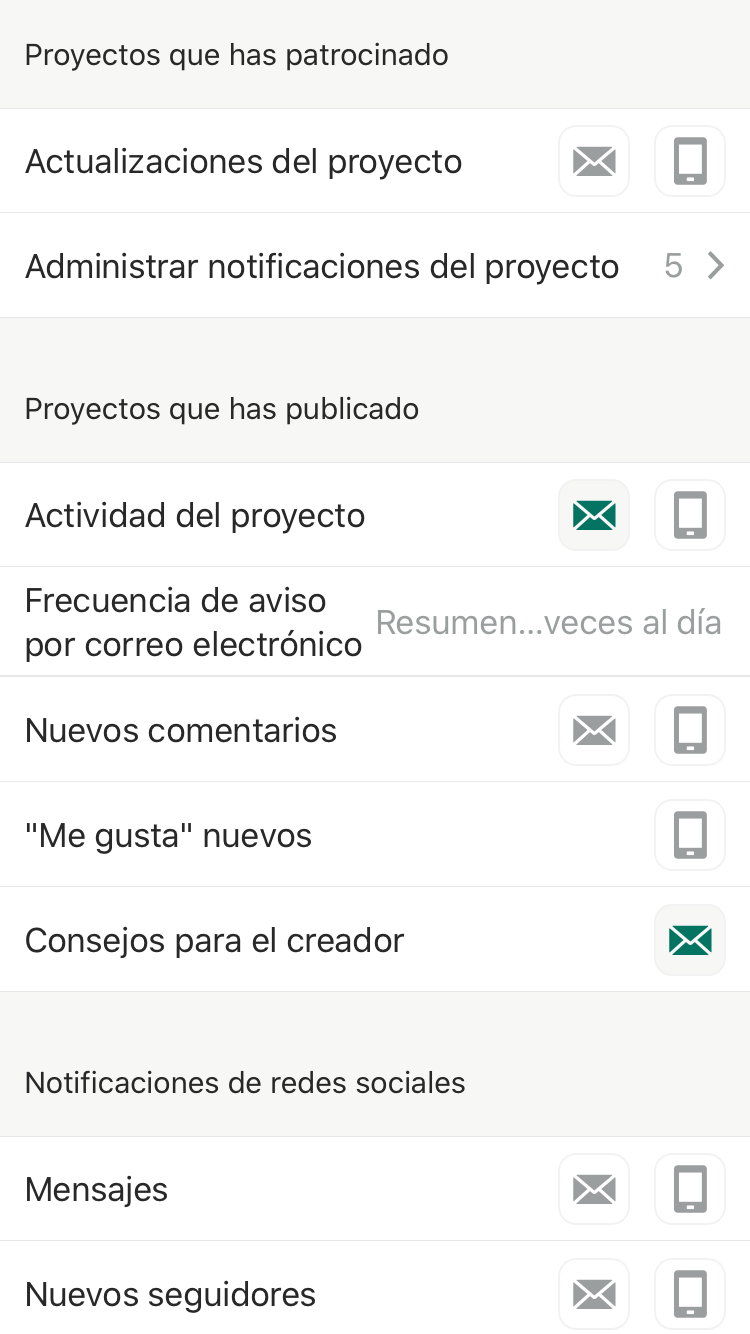 Proyectos que has patrocinado
Actualizaciones del proyecto
Administrar notificaciones del proyecto 5
Proyectos que has publicado
Actividad del proyecto
Frecuencia de aviso
por correo electrónico
Resumen...veces al día
Nuevos comentarios
"Me gusta" nuevos
Consejos para el creador
Notificaciones de redes sociales
Mensajes
Nuevos seguidores